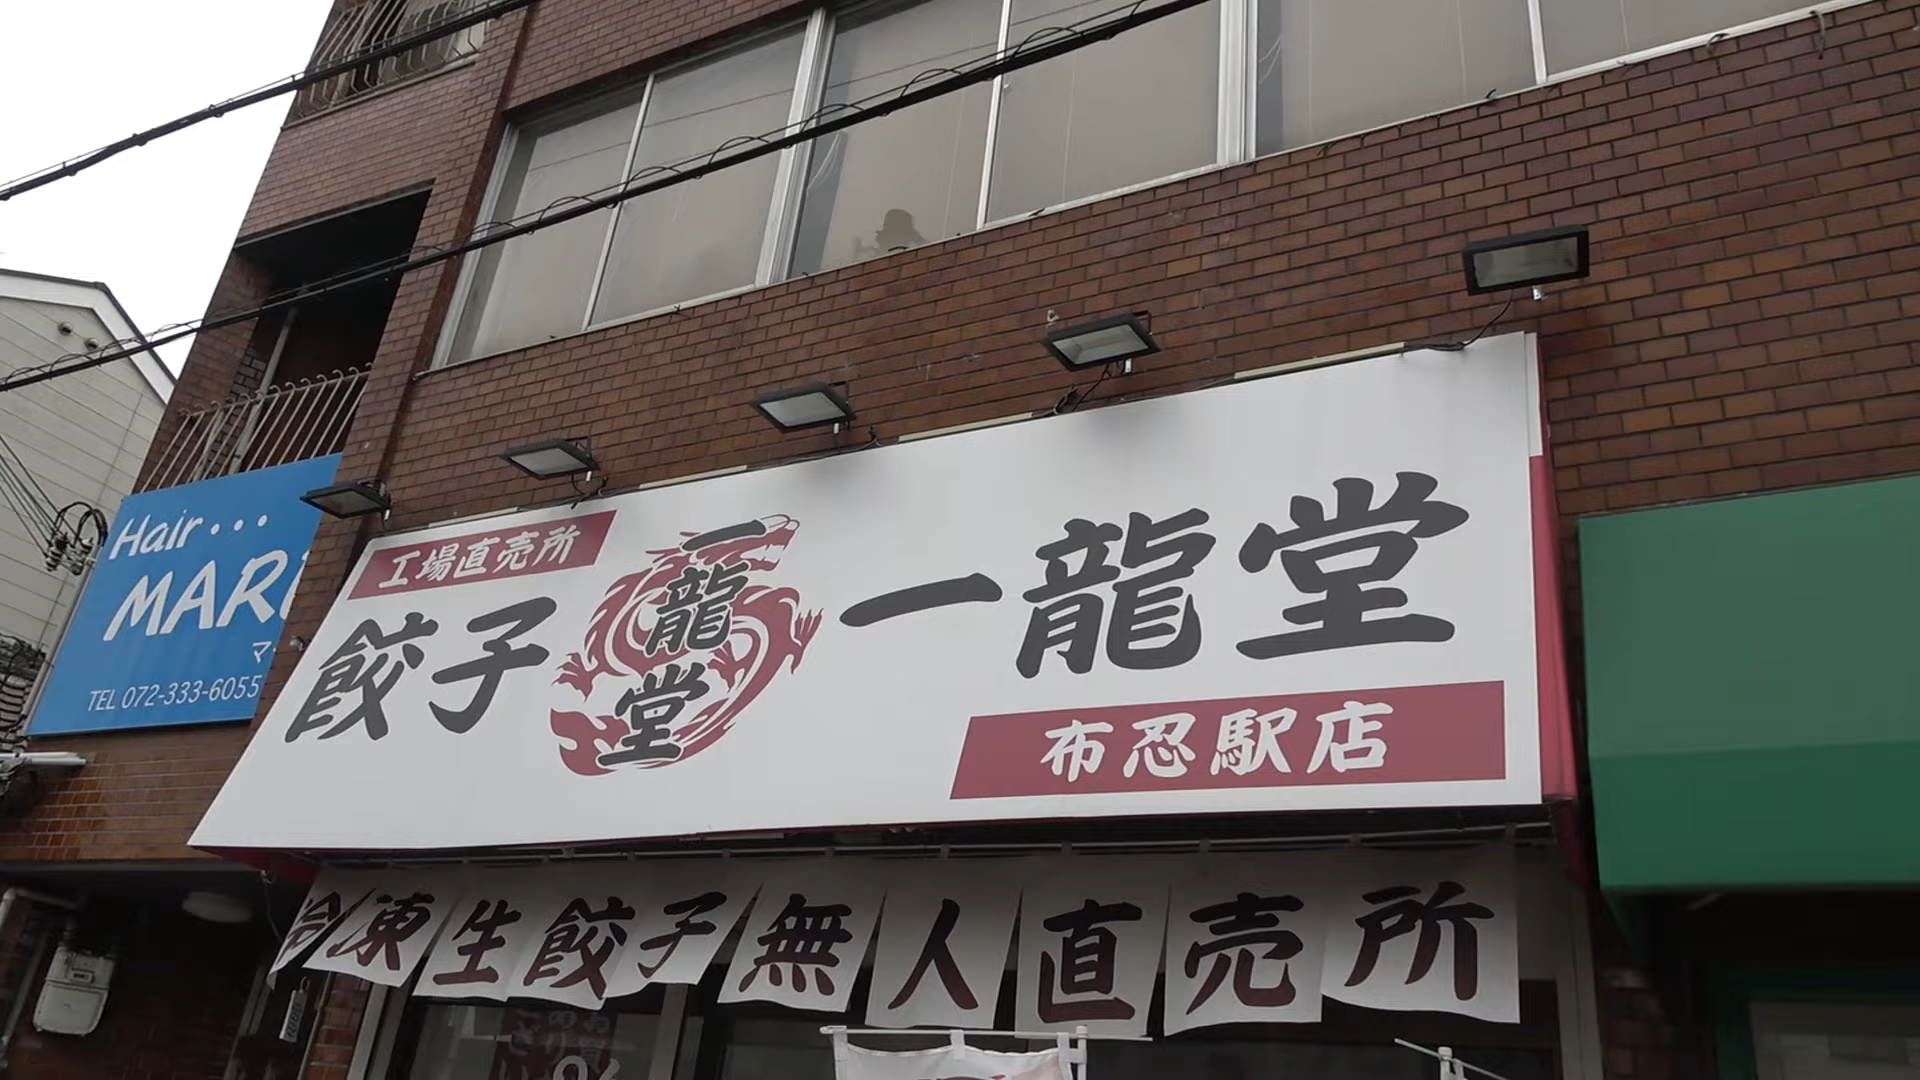 Hair...
TEL 072-333-6055
工場直売所
餃子
一龍堂
一龍堂
布忍駅店
冷凍生餃子無人直売所